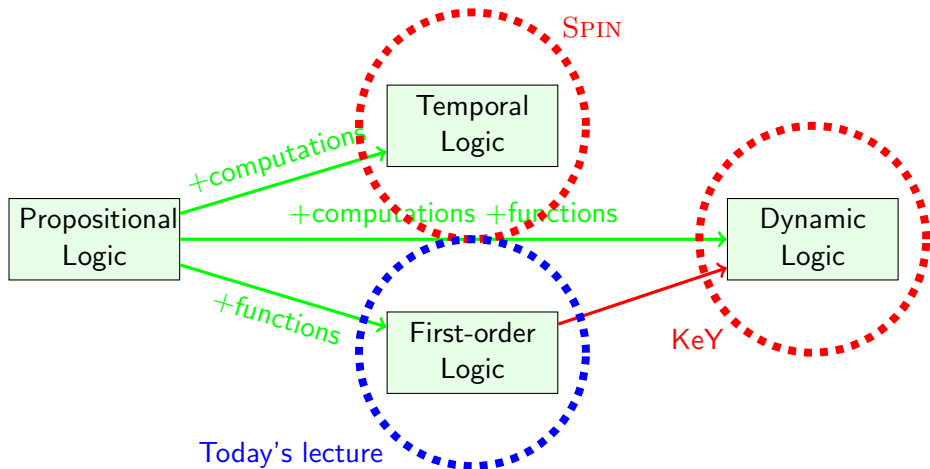 SPIN
Temporal
Logic
+computations
+computations +functions
Propositional
Logic
Dynamic
Logic
+functions
First-order
Logic
KeY
Today's lecture